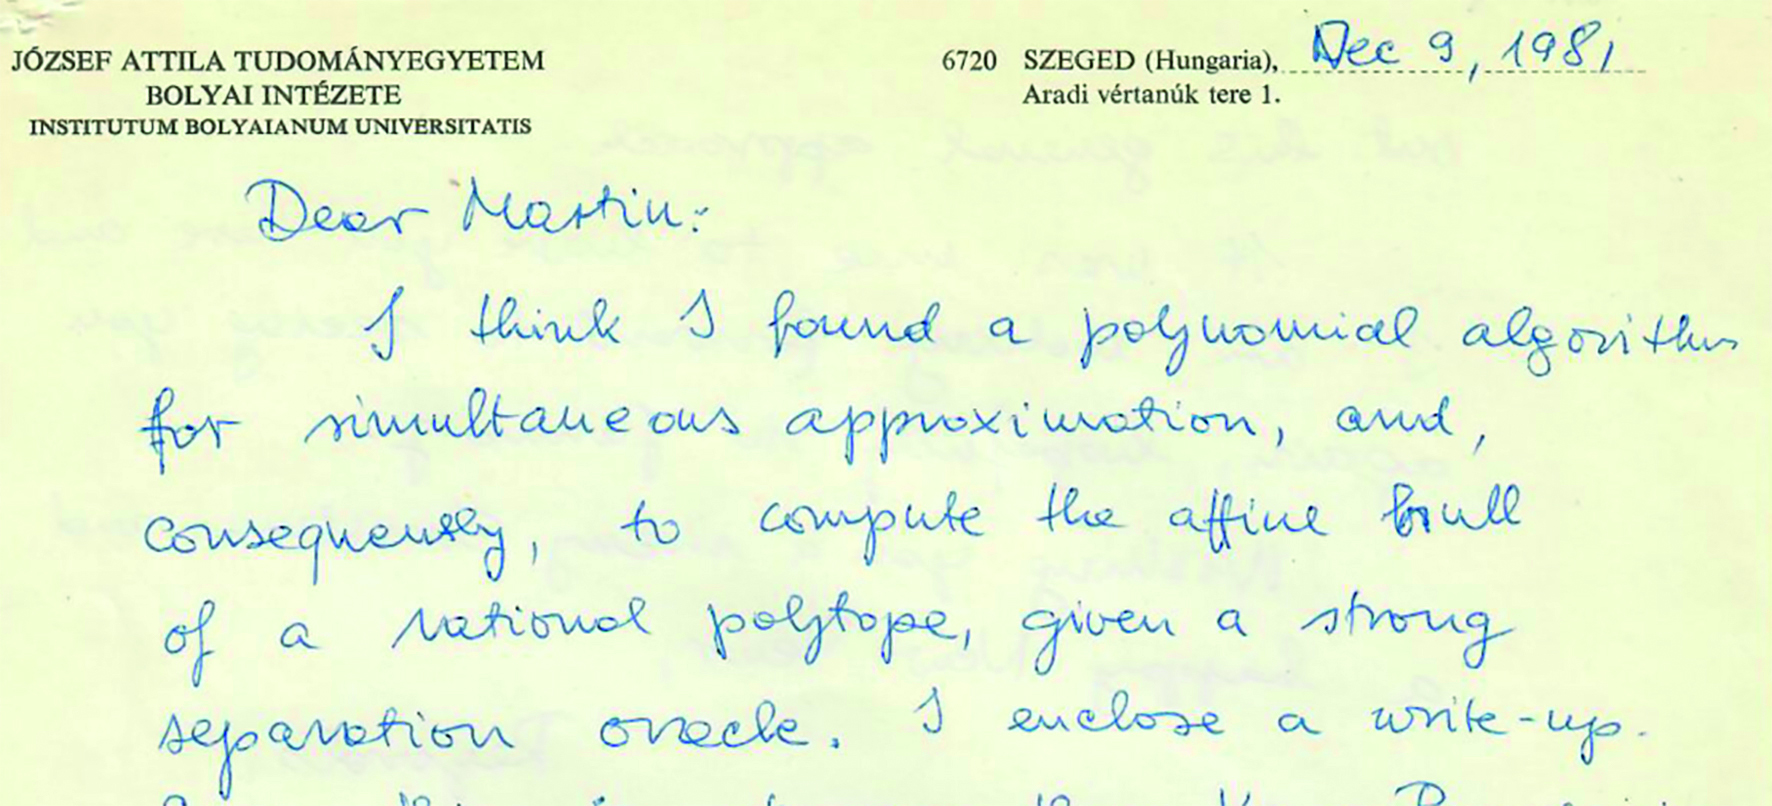 JÓZSEF ATTILA TUDOMÁNYEGYETEM
BOLYAI INTÉZETE
INSTITUTUM BOLYAIANUM UNIVERSITATIS
6720 SZEGED (Hungaria), Dec 9, 1981
Aradi vértanúk tere 1.
Dear Martin:
I think I found a polynomial algorithm
for simultaneous approximation, and,
consequently, to compute the affine hull
of a rational polytope, given a strong
separation oracle. I enclose a write-up.